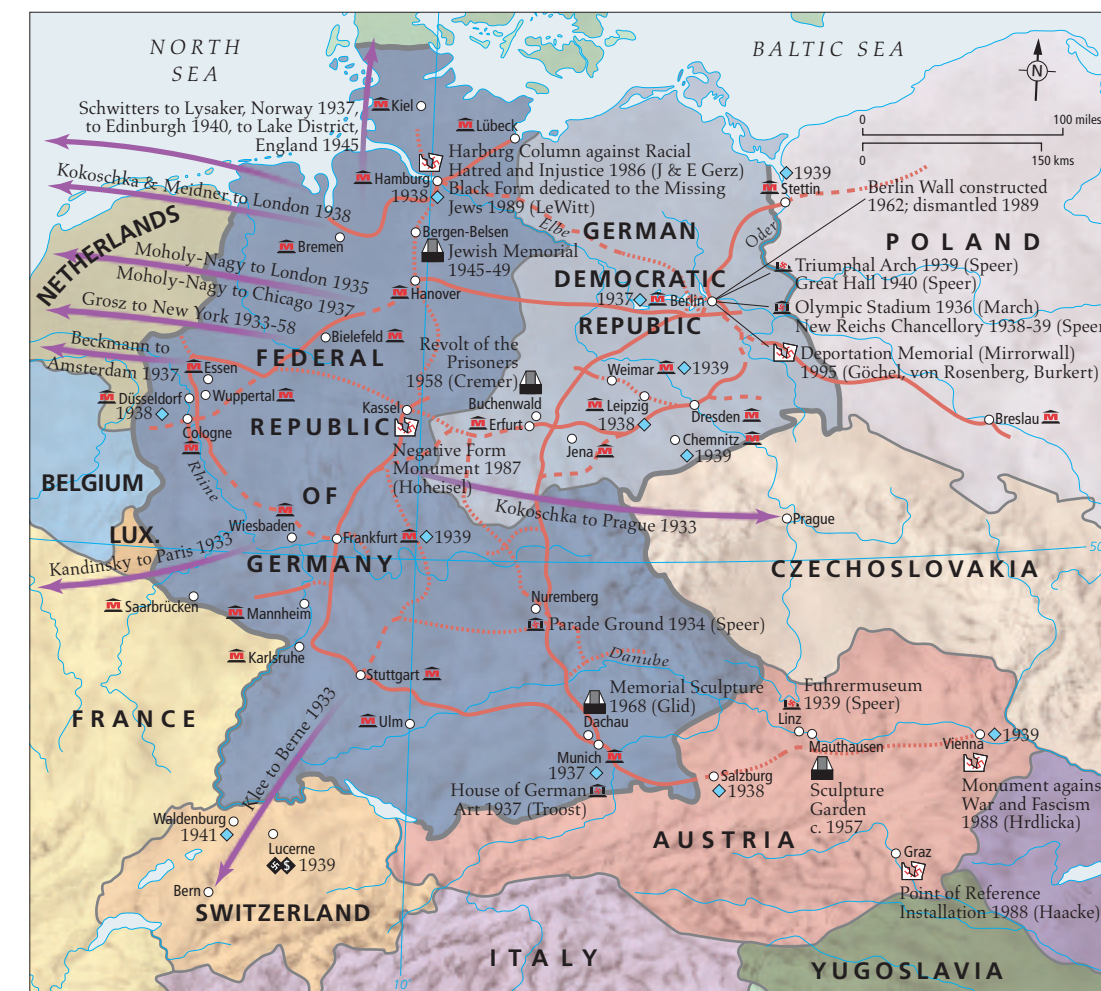 NORTH
SEA
BALTIC SEA
N
0 100 miles
0 150 kms
Schwitters to Lysaker, Norway 1937,
to Edinburgh 1940, to Lake District,
England 1945
Kiel
Lübeck
Harburg Column against Racial
Hatred and Injustice 1986 (J & E Gerz)
Black Form dedicated to the Missing
Jews 1989 (LeWitt)
Hamburg
1938
Kokoschka & Meidner to London 1938
1939
Stettin
Berlin Wall constructed
1962; dismantled 1989
NETHERLANDS
Bremen
Bergen-Belsen
Jewish Memorial
1945-49
Elbe
GERMAN
DEMOCRATIC
REPUBLIC
Oder
POLAND
Moholy-Nagy to London 1935
Moholy-Nagy to Chicago 1937
Hanover
1937
Berlin
Triumphal Arch 1939 (Speer)
Great Hall 1940 (Speer)
Olympic Stadium 1936 (March)
New Reichs Chancellory 1938-39 (Speer
Grosz to New York 1933-58
Bielefeld
FEDERAL
REPUBLIC
OF
GERMANY
Revolt of the
Prisoners
1958 (Cremer)
Deportation Memorial (Mirrorwall)
1995 (Göchel, von Rosenberg, Burkert)
Beckmann to
Amsterdam 1937
Essen
Düsseldorf
1938
Wuppertal
Weimar
1939
Buchenwald
Leipzig
1938
Kassel
Erfurt
Dresden
Breslau
Cologne
Jena
Chemnitz
1939
Negative Form
Monument 1987
(Hoheisel)
Rhine
BELGIUM
Kokoschka to Prague 1933
Prague
LUX.
Wiesbaden
Frankfurt
1939
50
Kandinsky to Paris 1933
CZECHOSLOVAKIA
Saarbrücken
Mannheim
Nuremberg
Parade Ground 1934 (Speer)
Karlsruhe
Stuttgart
Danube
FRANCE
Memorial Sculpture
1968 (Glid)
Dachau
Fuhrermuseum
1939 (Speer)
Linz
Mauthausen
Ulm
Munich
1937
House of German
Art 1937 (Troost)
Vienna
1939
Klee to Berne 1933
Salzburg
1938
Sculpture
Garden
c. 1957
Monument against
War and Fascism
1988 (Hrdlicka)
Waldenburg
1941
Lucerne
1939
AUSTRIA
Graz
Point of Reference
Installation 1988 (Haacke)
Bern
SWITZERLAND
ITALY
YUGOSLAVIA
10